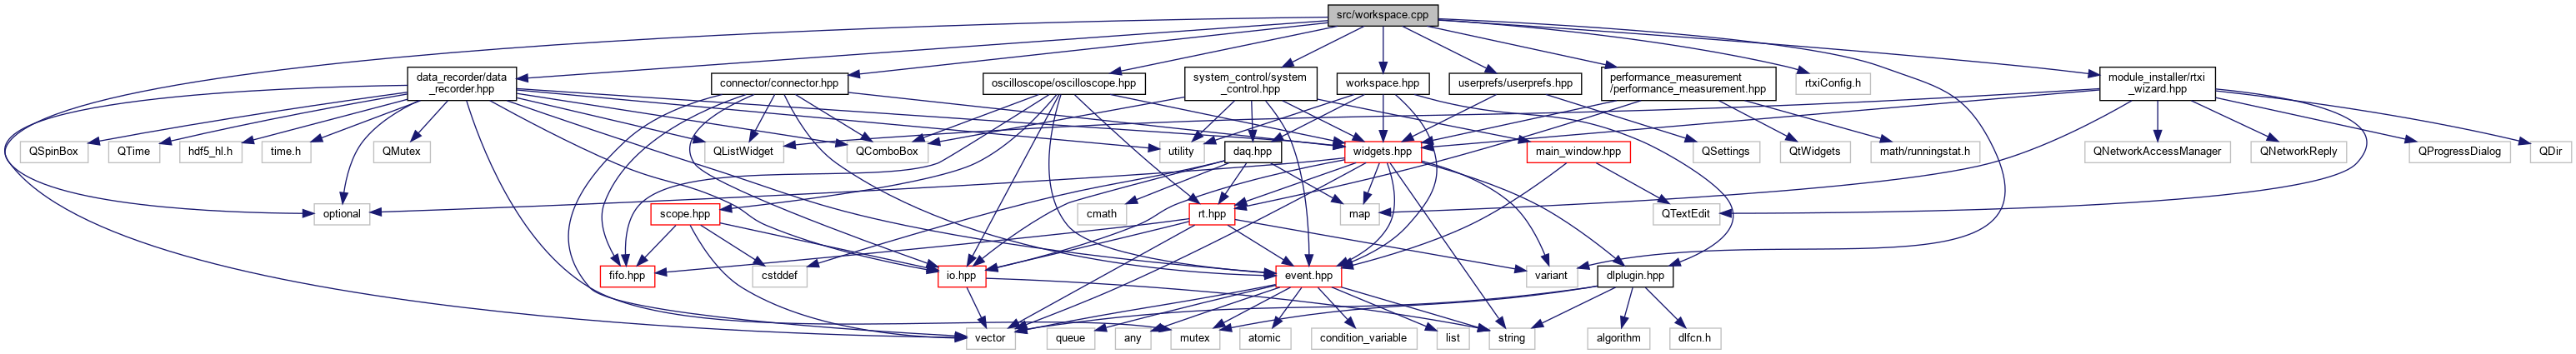 src/workspace.cpp
data_recorder/data
_recorder.hpp
connector/connector.hpp
oscilloscope/oscilloscope.hpp
system_control/system
_control.hpp
workspace.hpp
userprefs/userprefs.hpp
performance_measurement
/performance_measurement.hpp
rtxiConfig.h
module_installer/rtxi
_wizard.hpp
QSpinBox
QTime
hdf5_hl.h
time.h
QMutex
QListWidget
QComboBox
utility
daq.hpp
widgets.hpp
main_window.hpp
QSettings
QtWidgets
math/runningstat.h
QNetworkAccessManager
QNetworkReply
QProgressDialog
QDir
optional
scope.hpp
cmath
rt.hpp
map
QTextEdit
fifo.hpp
cstddef
io.hpp
event.hpp
variant
dlplugin.hpp
vector
queue
any
mutex
atomic
condition_variable
list
string
algorithm
dlfcn.h